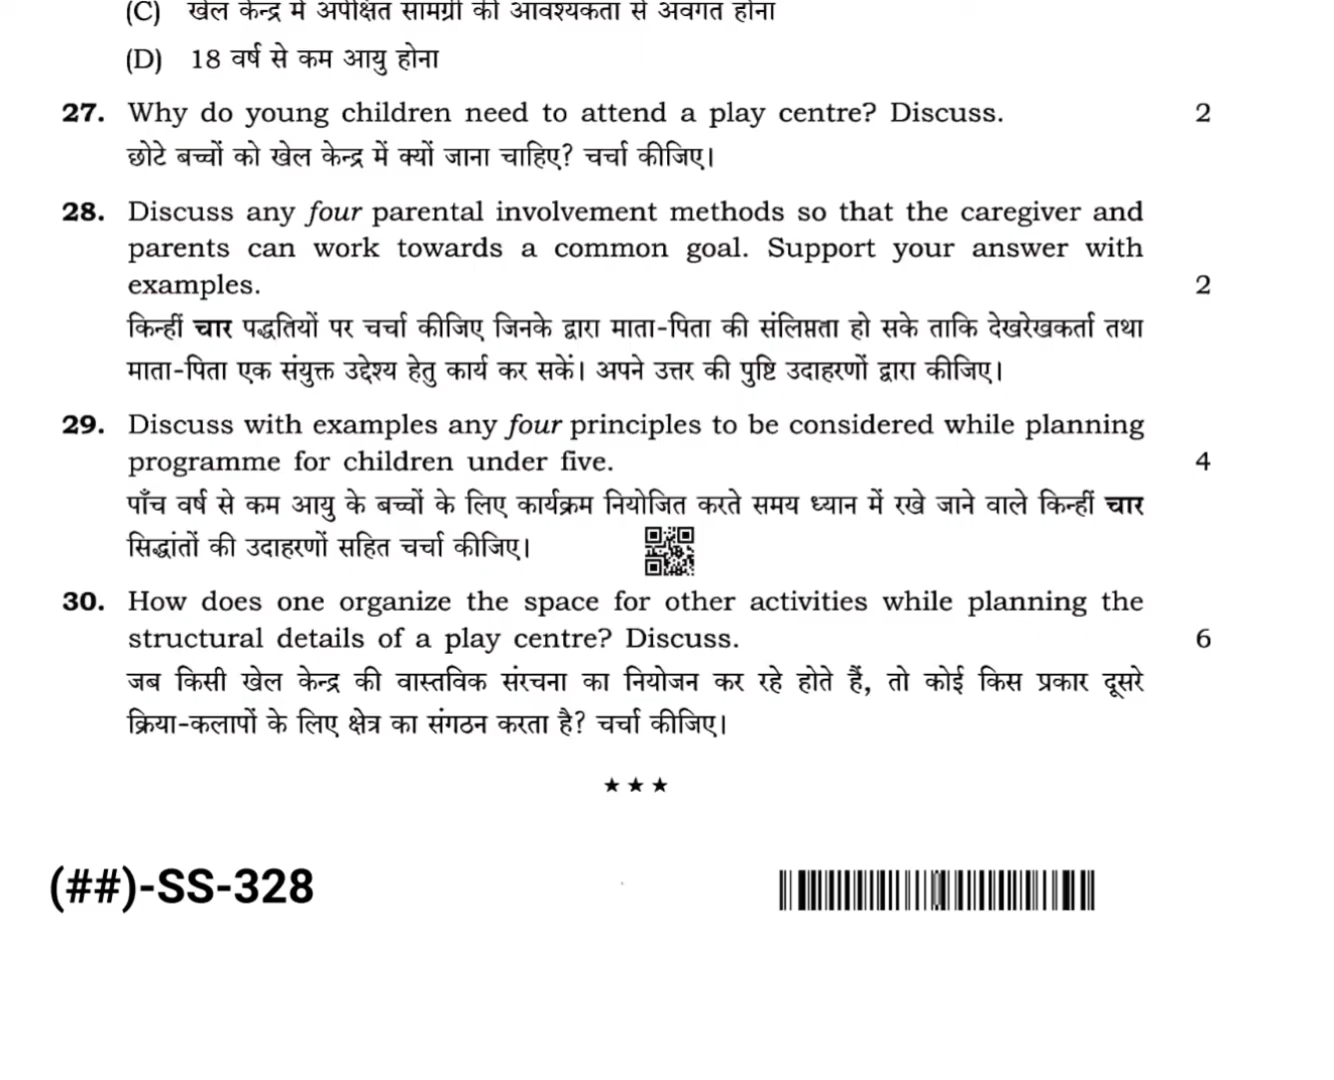 (C) खेल केन्द्र में अपेक्षित सामग्री की आवश्यकता से अवगत होना
(D) 18 वर्ष से कम आयु होना
27. Why do young children need to attend a play centre? Discuss. 2
छोटे बच्चों को खेल केन्द्र में क्यों जाना चाहिए? चर्चा कीजिए।
28. Discuss any four parental involvement methods so that the caregiver and
parents can work towards a common goal. Support your answer with
examples. 2
किन्हीं चार पद्धतियों पर चर्चा कीजिए जिनके द्वारा माता-पिता की संलिप्तता हो सके ताकि देखरेखकर्ता तथा
माता-पिता एक संयुक्त उद्देश्य हेतु कार्य कर सकें। अपने उत्तर की पुष्टि उदाहरणों द्वारा कीजिए।
29. Discuss with examples any four principles to be considered while planning
programme for children under five. 4
पाँच वर्ष से कम आयु के बच्चों के लिए कार्यक्रम नियोजित करते समय ध्यान में रखे जाने वाले किन्हीं चार
सिद्धांतों की उदाहरणों सहित चर्चा कीजिए।
30. How does one organize the space for other activities while planning the
structural details of a play centre? Discuss. 6
जब किसी खेल केन्द्र की वास्तविक संरचना का नियोजन कर रहे होते हैं, तो कोई किस प्रकार दूसरे
क्रिया-कलापों के लिए क्षेत्र का संगठन करता है? चर्चा कीजिए।
★ ★ ★
(##)-SS-328